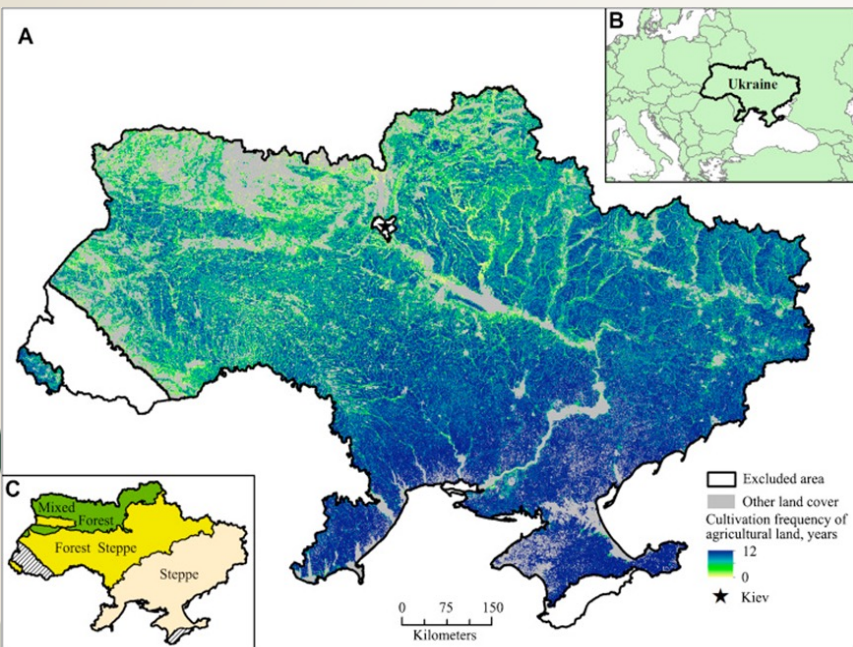 A
B
Ukraine
C
Mixed
Forest
Forest Steppe
Steppe
Excluded area
Other land cover
Cultivation frequency of
agricultural land, years
12
0
Kiev
0 75 150
Kilometers